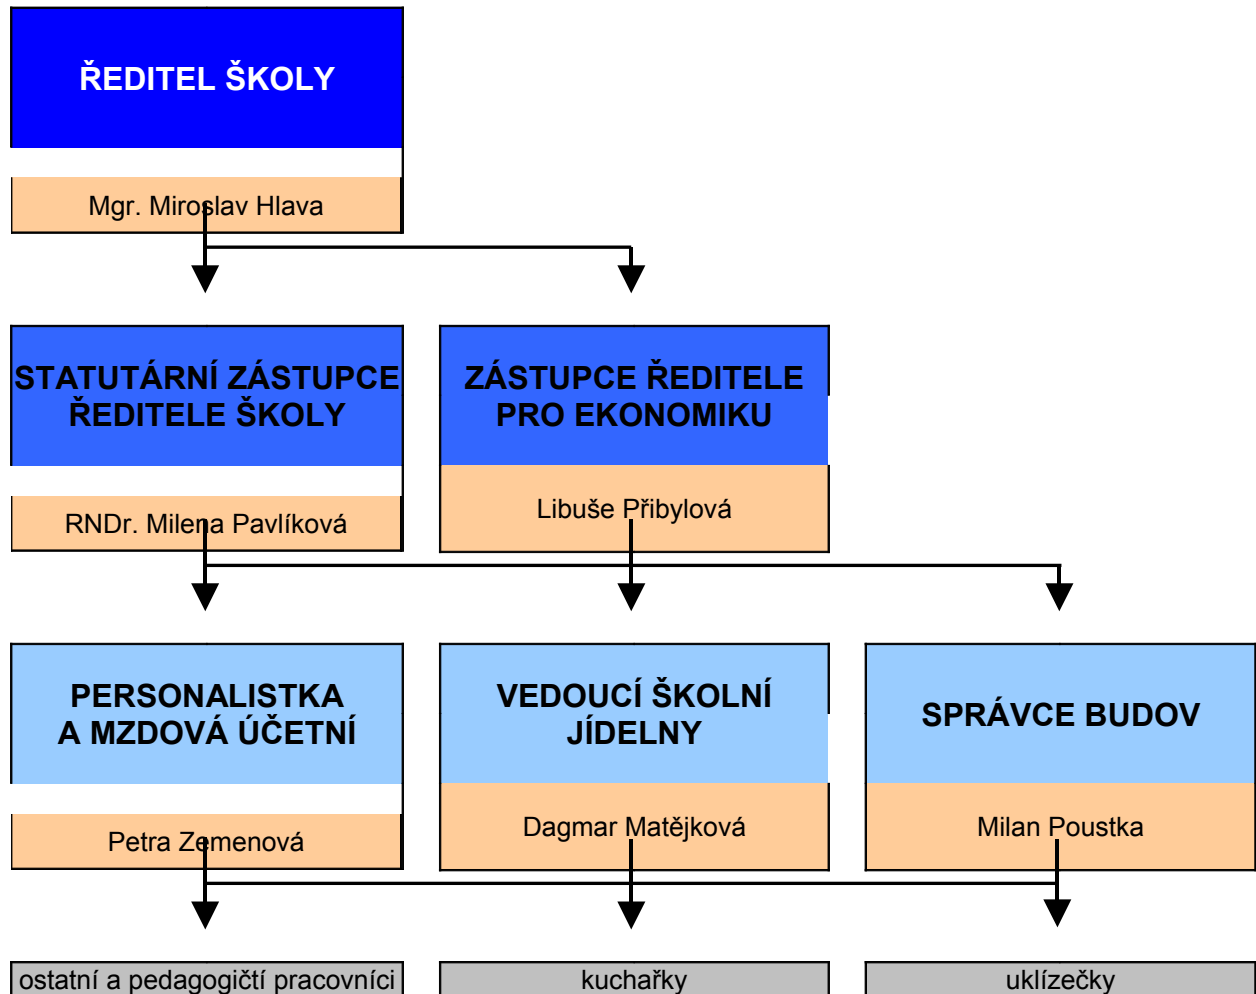 ŘEDITEL ŠKOLY
Mgr. Miroslav Hlava
STATUTÁRNÍ ZÁSTUPCE
ŘEDITELE ŠKOLY
RNDr. Milena Pavlíková
ZÁSTUPCE ŘEDITELE
PRO EKONOMIKU
Libuše Přibylová
PERSONALISTKA
A MZDOVÁ ÚČETNÍ
Petra Zemenová
VEDOUCÍ ŠKOLNÍ
JÍDELNY
Dagmar Matějková
SPRÁVCE BUDOV
Milan Poustka
ostatní a pedagogičtí pracovníci
kuchařky
uklízečky